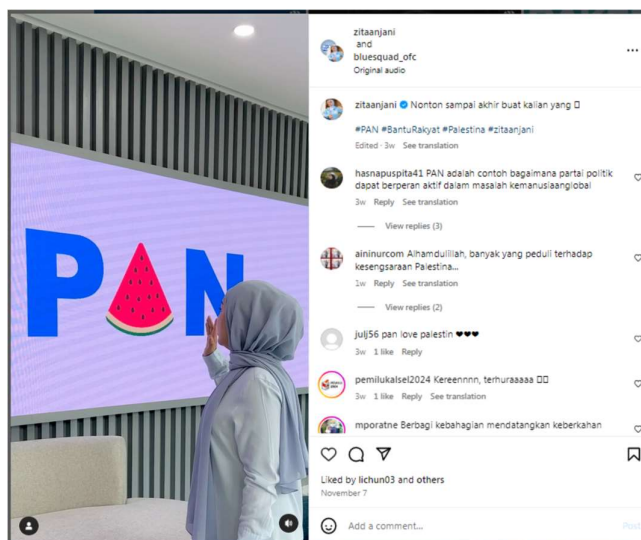 PAN
zitaanjani
and
bluesquad_ofc
Original audio
zitaanjani Nonton sampai akhir buat kalian yang
#PAN #BantuRakyat #Palestina #zitaanjani
Edited · 3w See translation
hasnapuspita41 PAN adalah contoh bagaimana partai politik
dapat berperan aktif dalam masalah kemanusiaanglobal
3w Reply See translation
View replies (3)
aininurcom Alhamdulillah, banyak yang peduli terhadap
kesengsaraan Palestina...
1w Reply See translation
View replies (2)
julj56 pan love palestin ❤❤❤
3w 1 like Reply
pemilukalsel2024 Kereennnn, terhuraaaaa
3w 1 like Reply See translation
mporatne Berbagi kebahagian mendatangkan keberkahan
Liked by lichun03 and others
November 7
Add a comment...
Post